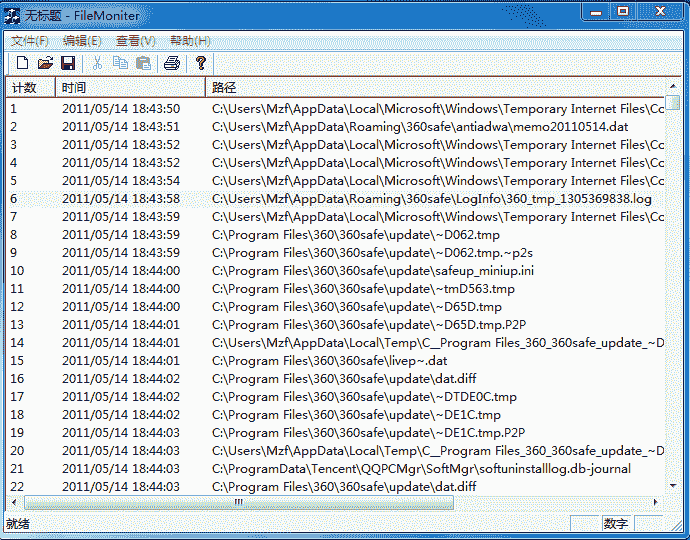 无标题 - FileMoniter
文件(F) 编辑(E) 查看(V) 帮助(H)
计数 时间 路径
1 2011/05/14 18:43:50 C:\Users\Mzf\AppData\Local\Microsoft\Windows\Temporary Internet Files\Co
2 2011/05/14 18:43:51 C:\Users\Mzf\AppData\Roaming\360safe\antiadwa\memo20110514.dat
3 2011/05/14 18:43:52 C:\Users\Mzf\AppData\Local\Microsoft\Windows\Temporary Internet Files\Co
4 2011/05/14 18:43:52 C:\Users\Mzf\AppData\Local\Microsoft\Windows\Temporary Internet Files\Co
5 2011/05/14 18:43:54 C:\Users\Mzf\AppData\Local\Microsoft\Windows\Temporary Internet Files\Co
6 2011/05/14 18:43:58 C:\Users\Mzf\AppData\Roaming\360safe\LogInfo\360_tmp_1305369838.log
7 2011/05/14 18:43:59 C:\Users\Mzf\AppData\Local\Microsoft\Windows\Temporary Internet Files\Co
8 2011/05/14 18:43:59 C:\Program Files\360\360safe\update\~D062.tmp
9 2011/05/14 18:43:59 C:\Program Files\360\360safe\update\~D062.tmp.~p2s
10 2011/05/14 18:44:00 C:\Program Files\360\360safe\update\safeup_miniup.ini
11 2011/05/14 18:44:00 C:\Program Files\360\360safe\update\~tmD563.tmp
12 2011/05/14 18:44:00 C:\Program Files\360\360safe\update\~D65D.tmp
13 2011/05/14 18:44:01 C:\Program Files\360\360safe\update\~D65D.tmp.P2P
14 2011/05/14 18:44:01 C:\Users\Mzf\AppData\Local\Temp\C__Program Files_360_360safe_update_~D
15 2011/05/14 18:44:01 C:\Program Files\360\360safe\livep~.dat
16 2011/05/14 18:44:02 C:\Program Files\360\360safe\update\dat.diff
17 2011/05/14 18:44:02 C:\Program Files\360\360safe\update\~DTDE0C.tmp
18 2011/05/14 18:44:02 C:\Program Files\360\360safe\update\~DE1C.tmp
19 2011/05/14 18:44:03 C:\Program Files\360\360safe\update\~DE1C.tmp.P2P
20 2011/05/14 18:44:03 C:\Users\Mzf\AppData\Local\Temp\C__Program Files_360_360safe_update_~D
21 2011/05/14 18:44:03 C:\ProgramData\Tencent\QQPCMgr\SoftMgr\softuninstalllog.db-journal
22 2011/05/14 18:44:03 C:\Program Files\360\360safe\update\dat.diff
就绪 数字